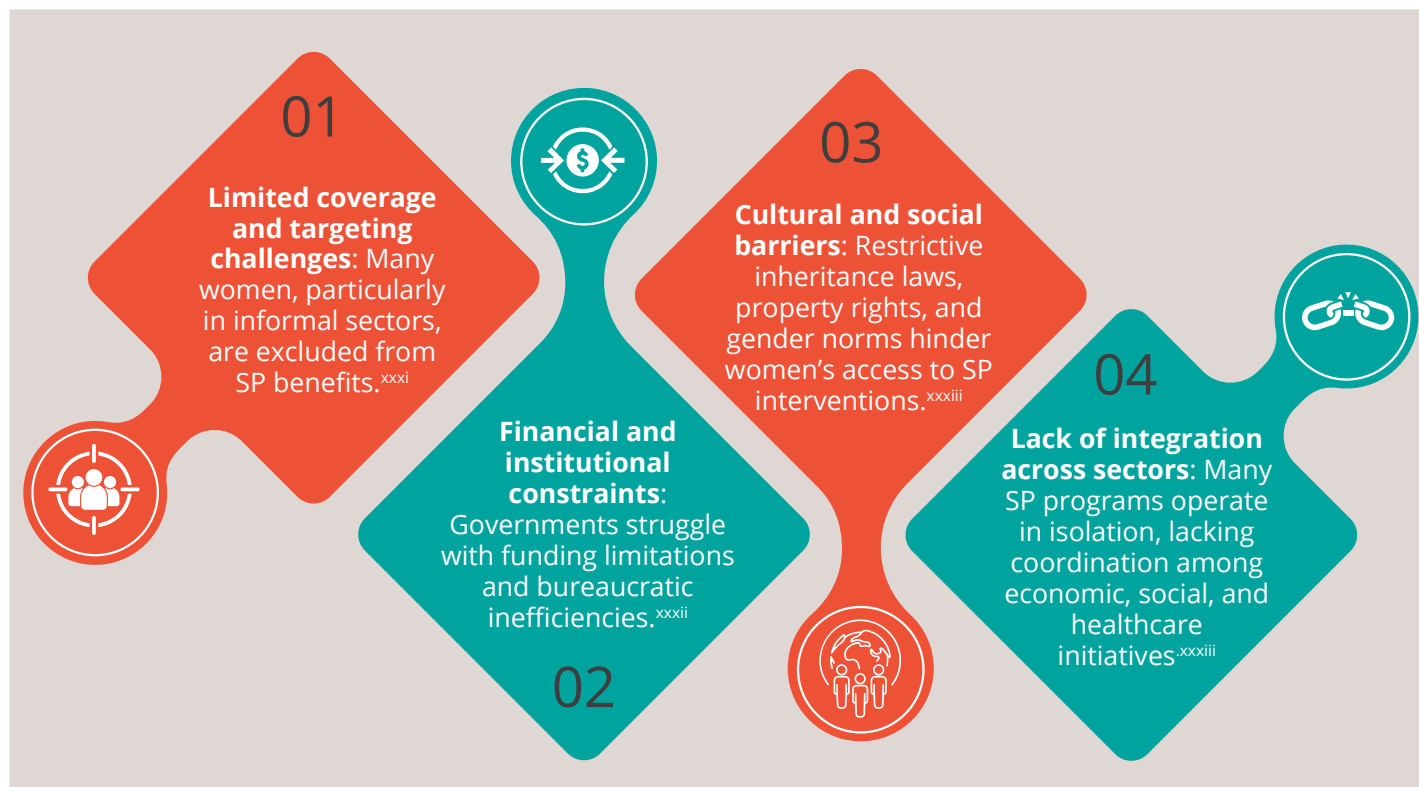 01
Limited coverage
and targeting
challenges: Many
women, particularly
in informal sectors,
are excluded from
SP benefits.xxxi
Financial and
institutional
constraints:
Governments struggle
with funding limitations
and bureaucratic
inefficiencies.xxxii
02
03
Cultural and social
barriers: Restrictive
inheritance laws,
property rights, and
gender norms hinder
women’s access to SP
interventions.xxxiii
04
Lack of integration
across sectors: Many
SP programs operate
in isolation, lacking
coordination among
economic, social, and
healthcare
initiatives.xxxiii
$